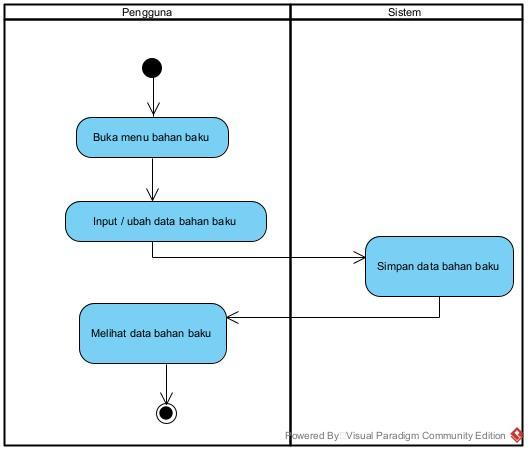 Pengguna
Sistem
Buka menu bahan baku
Input / ubah data bahan baku
Simpan data bahan baku
Melihat data bahan baku
Powered By Visual Paradigm Community Edition